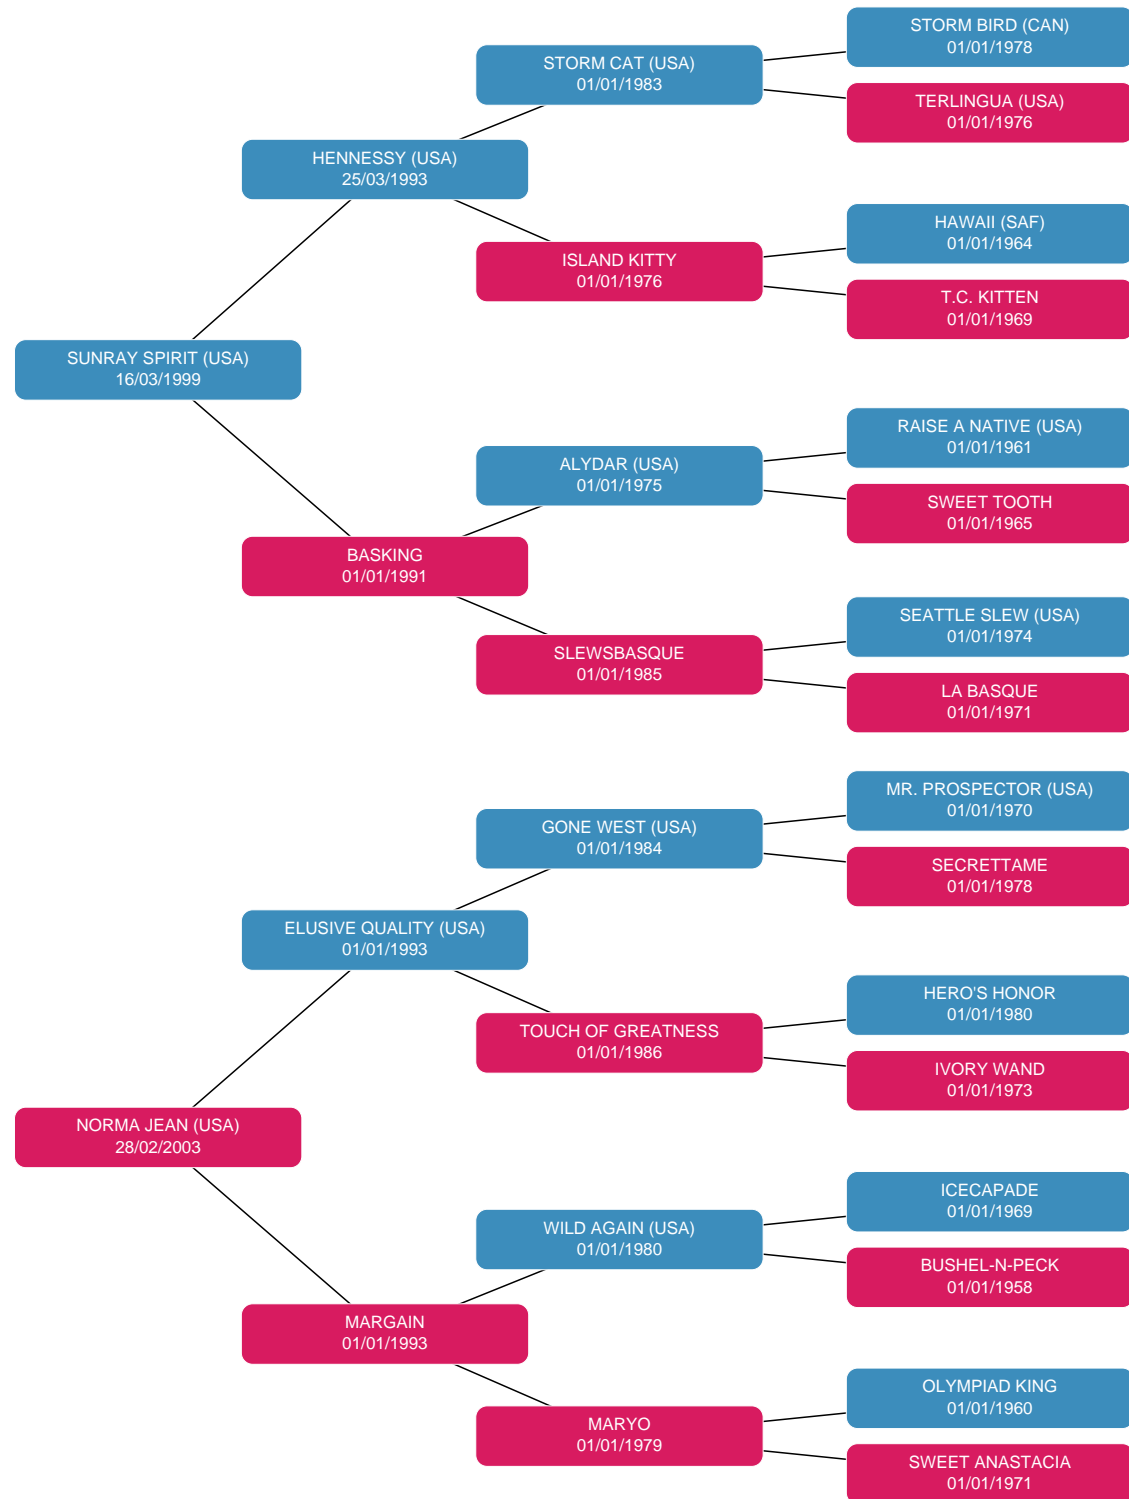 STORM BIRD (CAN)
01/01/1978
STORM CAT (USA)
01/01/1983
TERLINGUA (USA)
01/01/1976
HENNESSY (USA)
25/03/1993
HAWAII (SAF)
01/01/1964
ISLAND KITTY
01/01/1976
T.C. KITTEN
01/01/1969
SUNRAY SPIRIT (USA)
16/03/1999
RAISE A NATIVE (USA)
01/01/1961
ALYDAR (USA)
01/01/1975
SWEET TOOTH
01/01/1965
BASKING
01/01/1991
SEATTLE SLEW (USA)
01/01/1974
SLEWSBASQUE
01/01/1985
LA BASQUE
01/01/1971
MR. PROSPECTOR (USA)
01/01/1970
GONE WEST (USA)
01/01/1984
SECRETTAME
01/01/1978
ELUSIVE QUALITY (USA)
01/01/1993
HERO'S HONOR
01/01/1980
TOUCH OF GREATNESS
01/01/1986
IVORY WAND
01/01/1973
NORMA JEAN (USA)
28/02/2003
ICECAPADE
01/01/1969
WILD AGAIN (USA)
01/01/1980
BUSHEL-N-PECK
01/01/1958
MARGAIN
01/01/1993
OLYMPIAD KING
01/01/1960
MARYO
01/01/1979
SWEET ANASTACIA
01/01/1971